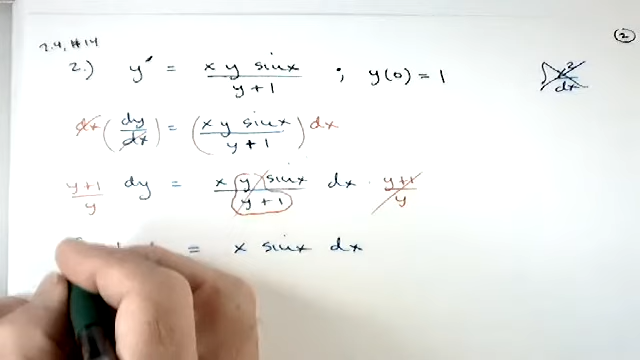 2.4, #14
②
2.) y' = (x y sin x)/(y + 1) ; y(0) = 1
dx (dy/dx) = ((x y sin x)/(y + 1)) dx
(y+1)/y dy = (x y sin x)/(y + 1) dx · (y+1)/y
= x sin x dx